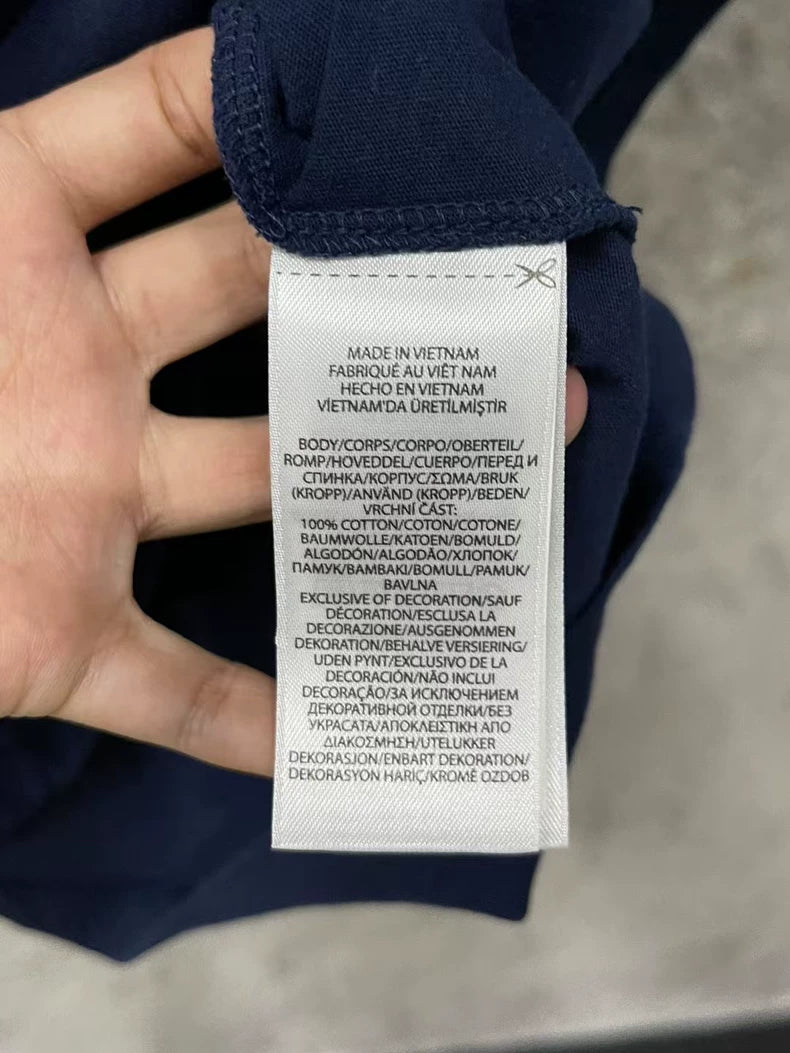 MADE IN VIETNAM
FABRIQUÉ AU VIÊT NAM
HECHO EN VIETNAM
VİETNAM'DA ÜRETİLMİŞTİR
BODY/CORPS/CORPO/OBERTEIL/
ROMP/HOVEDDEL/CUERPO/ПЕРЕД И
СПИНКА/КОРПУС/ΣΩΜΑ/BRUK
(KROPP)/ANVÄND (KROPP)/BEDEN/
VRCHNÍ ČÁST:
100% COTTON/COTON/COTONE/
BAUMWOLLE/KATOEN/BOMULD/
ALGODÓN/ALGODÃO/ХЛОПОК/
ПАМУК/ΒΑΜΒΑΚΙ/BOMULL/PAMUK/
BAVLNA
EXCLUSIVE OF DECORATION/SAUF
DÉCORATION/ESCLUSA LA
DECORAZIONE/AUSGENOMMEN
DEKORATION/BEHALVE VERSIERING/
UDEN PYNT/EXCLUSIVO DE LA
DECORACIÓN/NÃO INCLUI
DECORAÇÃO/ЗА ИСКЛЮЧЕНИЕМ
ДЕКОРАТИВНОЙ ОТДЕЛКИ/БЕЗ
УКРАСАТА/ΑΠΟΚΛΕΙΣΤΙΚΗ ΑΠΟ
ΔΙΑΚΟΣΜΗΣΗ/UTELUKKER
DEKORASJON/ENBART DEKORATION/
DEKORASYON HARİÇ/KROMĚ OZDOB